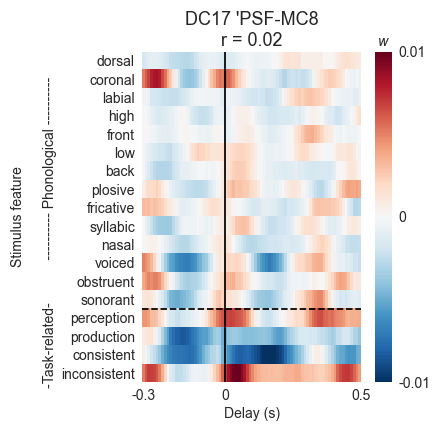 DC17 'PSF-MC8
r = 0.02
w
Stimulus feature
-Task-related- ----------- Phonological -----------
dorsal
coronal
labial
high
front
low
back
plosive
fricative
syllabic
nasal
voiced
obstruent
sonorant
perception
production
consistent
inconsistent
0.01
0
-0.01
-0.3
0
0.5
Delay (s)